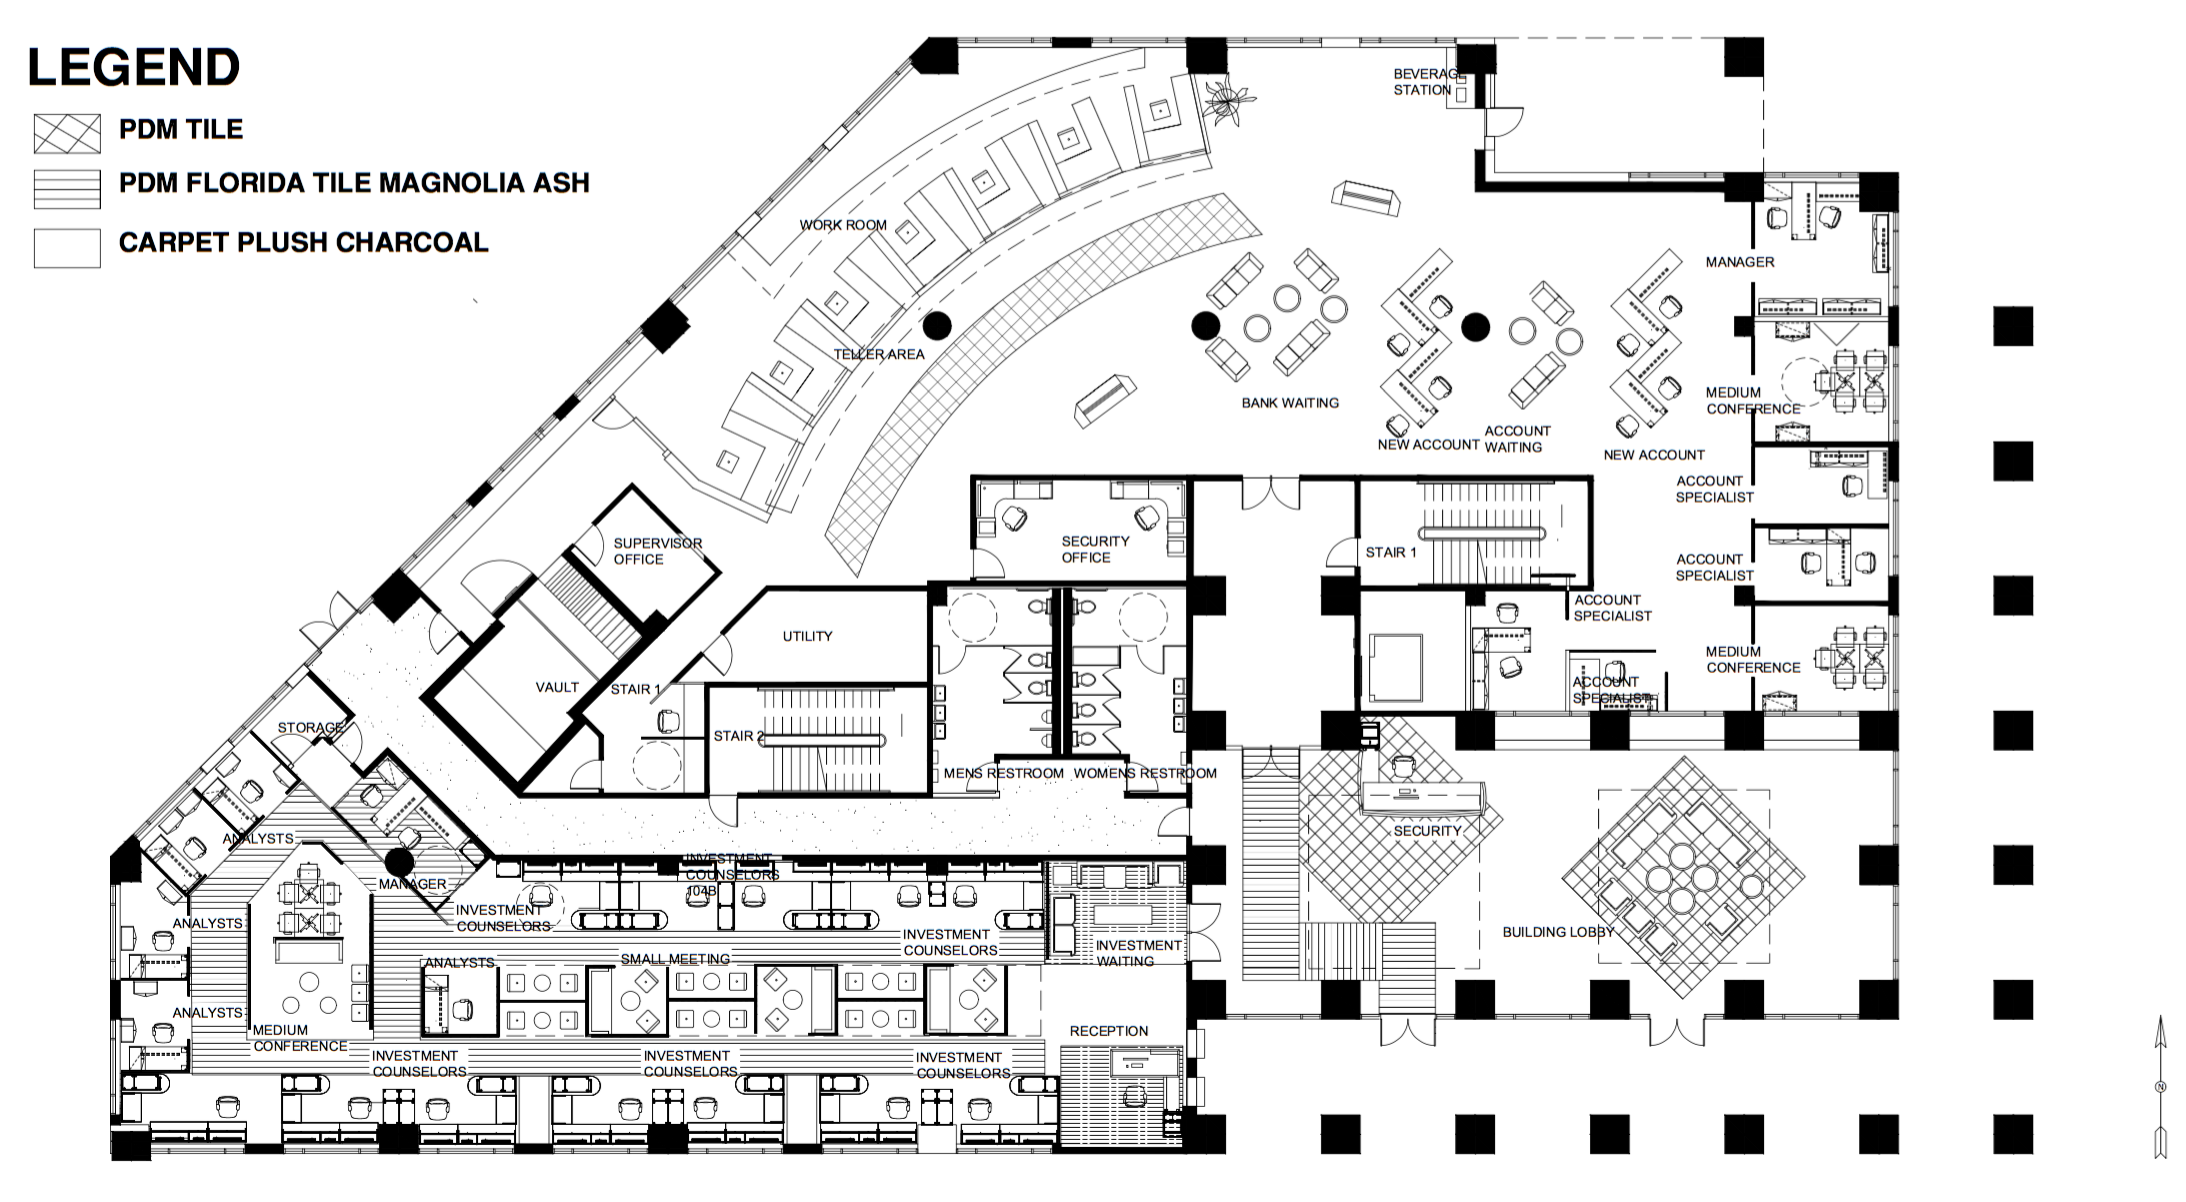 LEGEND
PDM TILE
PDM FLORIDA TILE MAGNOLIA ASH
CARPET PLUSH CHARCOAL
BEVERAGE
STATION
WORK ROOM
MANAGER
TELLER AREA
BANK WAITING
MEDIUM
CONFERENCE
NEW ACCOUNT
ACCOUNT
WAITING
NEW ACCOUNT
ACCOUNT
SPECIALIST
SUPERVISOR
OFFICE
SECURITY
OFFICE
STAIR 1
ACCOUNT
SPECIALIST
ACCOUNT
SPECIALIST
UTILITY
MEDIUM
CONFERENCE
VAULT
STAIR 1
ACCOUNT
SPECIALIST
STORAGE
STAIR 2
MENS RESTROOM
WOMENS RESTROOM
SECURITY
ANALYSTS
INVESTMENT
COUNSELORS
104B
MANAGER
INVESTMENT
COUNSELORS
ANALYSTS
INVESTMENT
COUNSELORS
INVESTMENT
WAITING
BUILDING LOBBY
ANALYSTS
SMALL MEETING
ANALYSTS
MEDIUM
CONFERENCE
RECEPTION
INVESTMENT
COUNSELORS
INVESTMENT
COUNSELORS
INVESTMENT
COUNSELORS
N